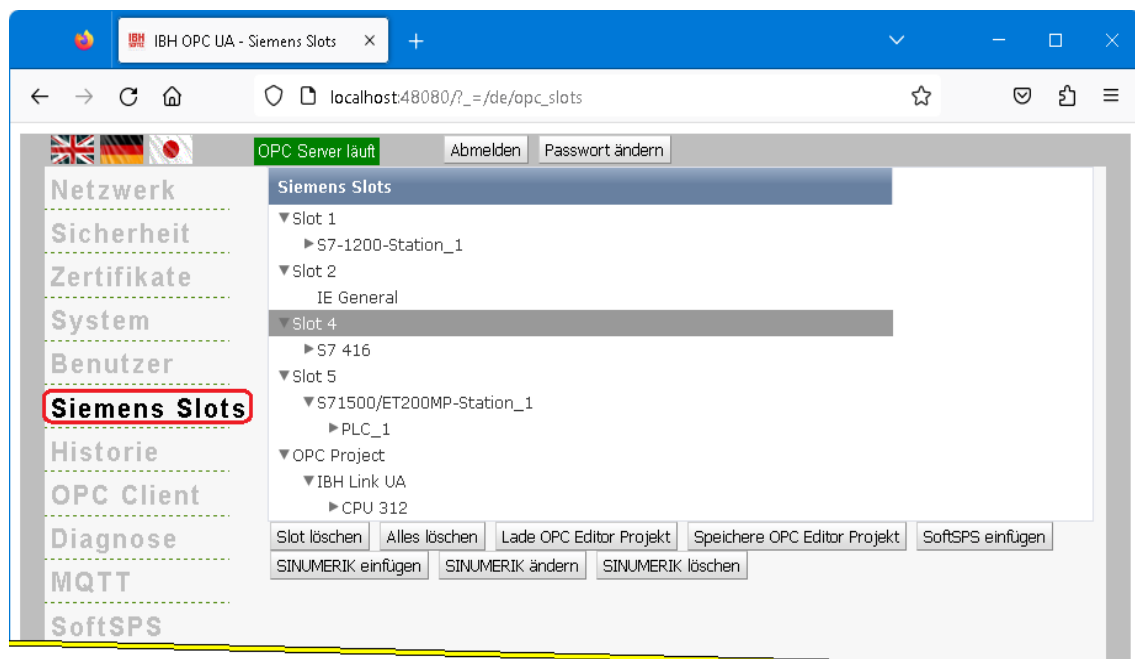 IBH OPC UA - Siemens Slots
localhost:48080/?_=/de/opc_slots
OPC Server läuft Abmelden Passwort ändern
Netzwerk
Sicherheit
Zertifikate
System
Benutzer
Siemens Slots
Historie
OPC Client
Diagnose
MQTT
SoftSPS
Siemens Slots
Slot 1
S7-1200-Station_1
Slot 2
IE General
Slot 4
S7 416
Slot 5
S71500/ET200MP-Station_1
PLC_1
OPC Project
IBH Link UA
CPU 312
Slot löschen Alles löschen Lade OPC Editor Projekt Speichere OPC Editor Projekt SoftSPS einfügen
SINUMERIK einfügen SINUMERIK ändern SINUMERIK löschen